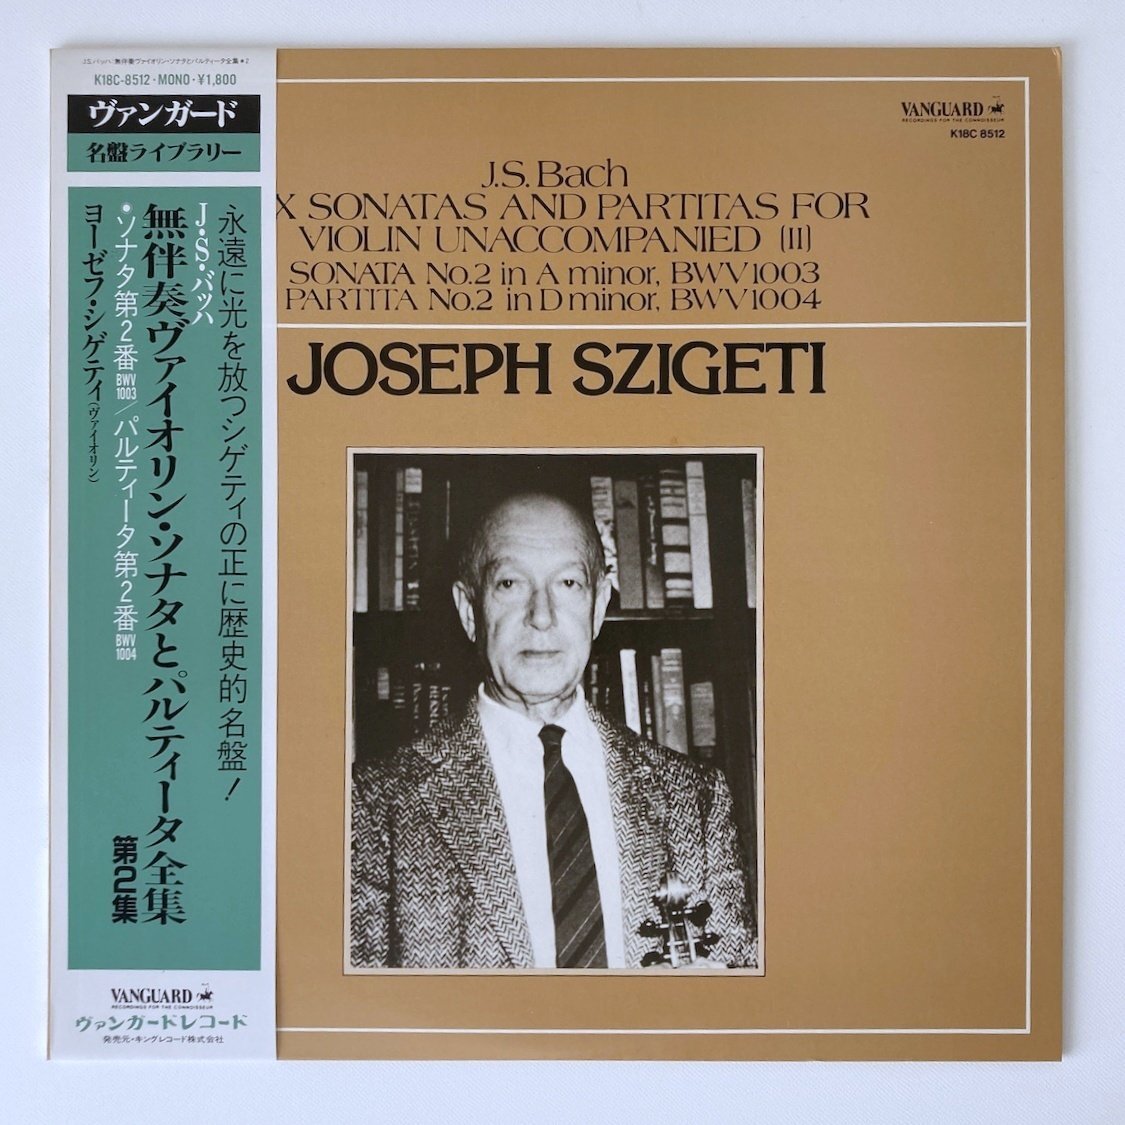 J.S.バッハ：無伴奏ヴァイオリン・ソナタとパルティータ全集●2
K18C-8512・MONO・¥1,800
ヴァンガード
名盤ライブラリー
永遠に光を放つシゲティの正に歴史的名盤！
J・S・バッハ
無伴奏ヴァイオリン・ソナタとパルティータ全集
第2集
・ソナタ第2番BWV1003／パルティータ第2番BWV1004
ヨーゼフ・シゲティ（ヴァイオリン）
VANGUARD
RECORDINGS FOR THE CONNOISSEUR
ヴァンガードレコード
発売元・キングレコード株式会社
VANGUARD
RECORDINGS FOR THE CONNOISSEUR
K18C 8512
J.S. Bach
X SONATAS AND PARTITAS FOR
VIOLIN UNACCOMPANIED (II)
SONATA No.2 in A minor, BWV1003
PARTITA No.2 in D minor, BWV1004
JOSEPH SZIGETI